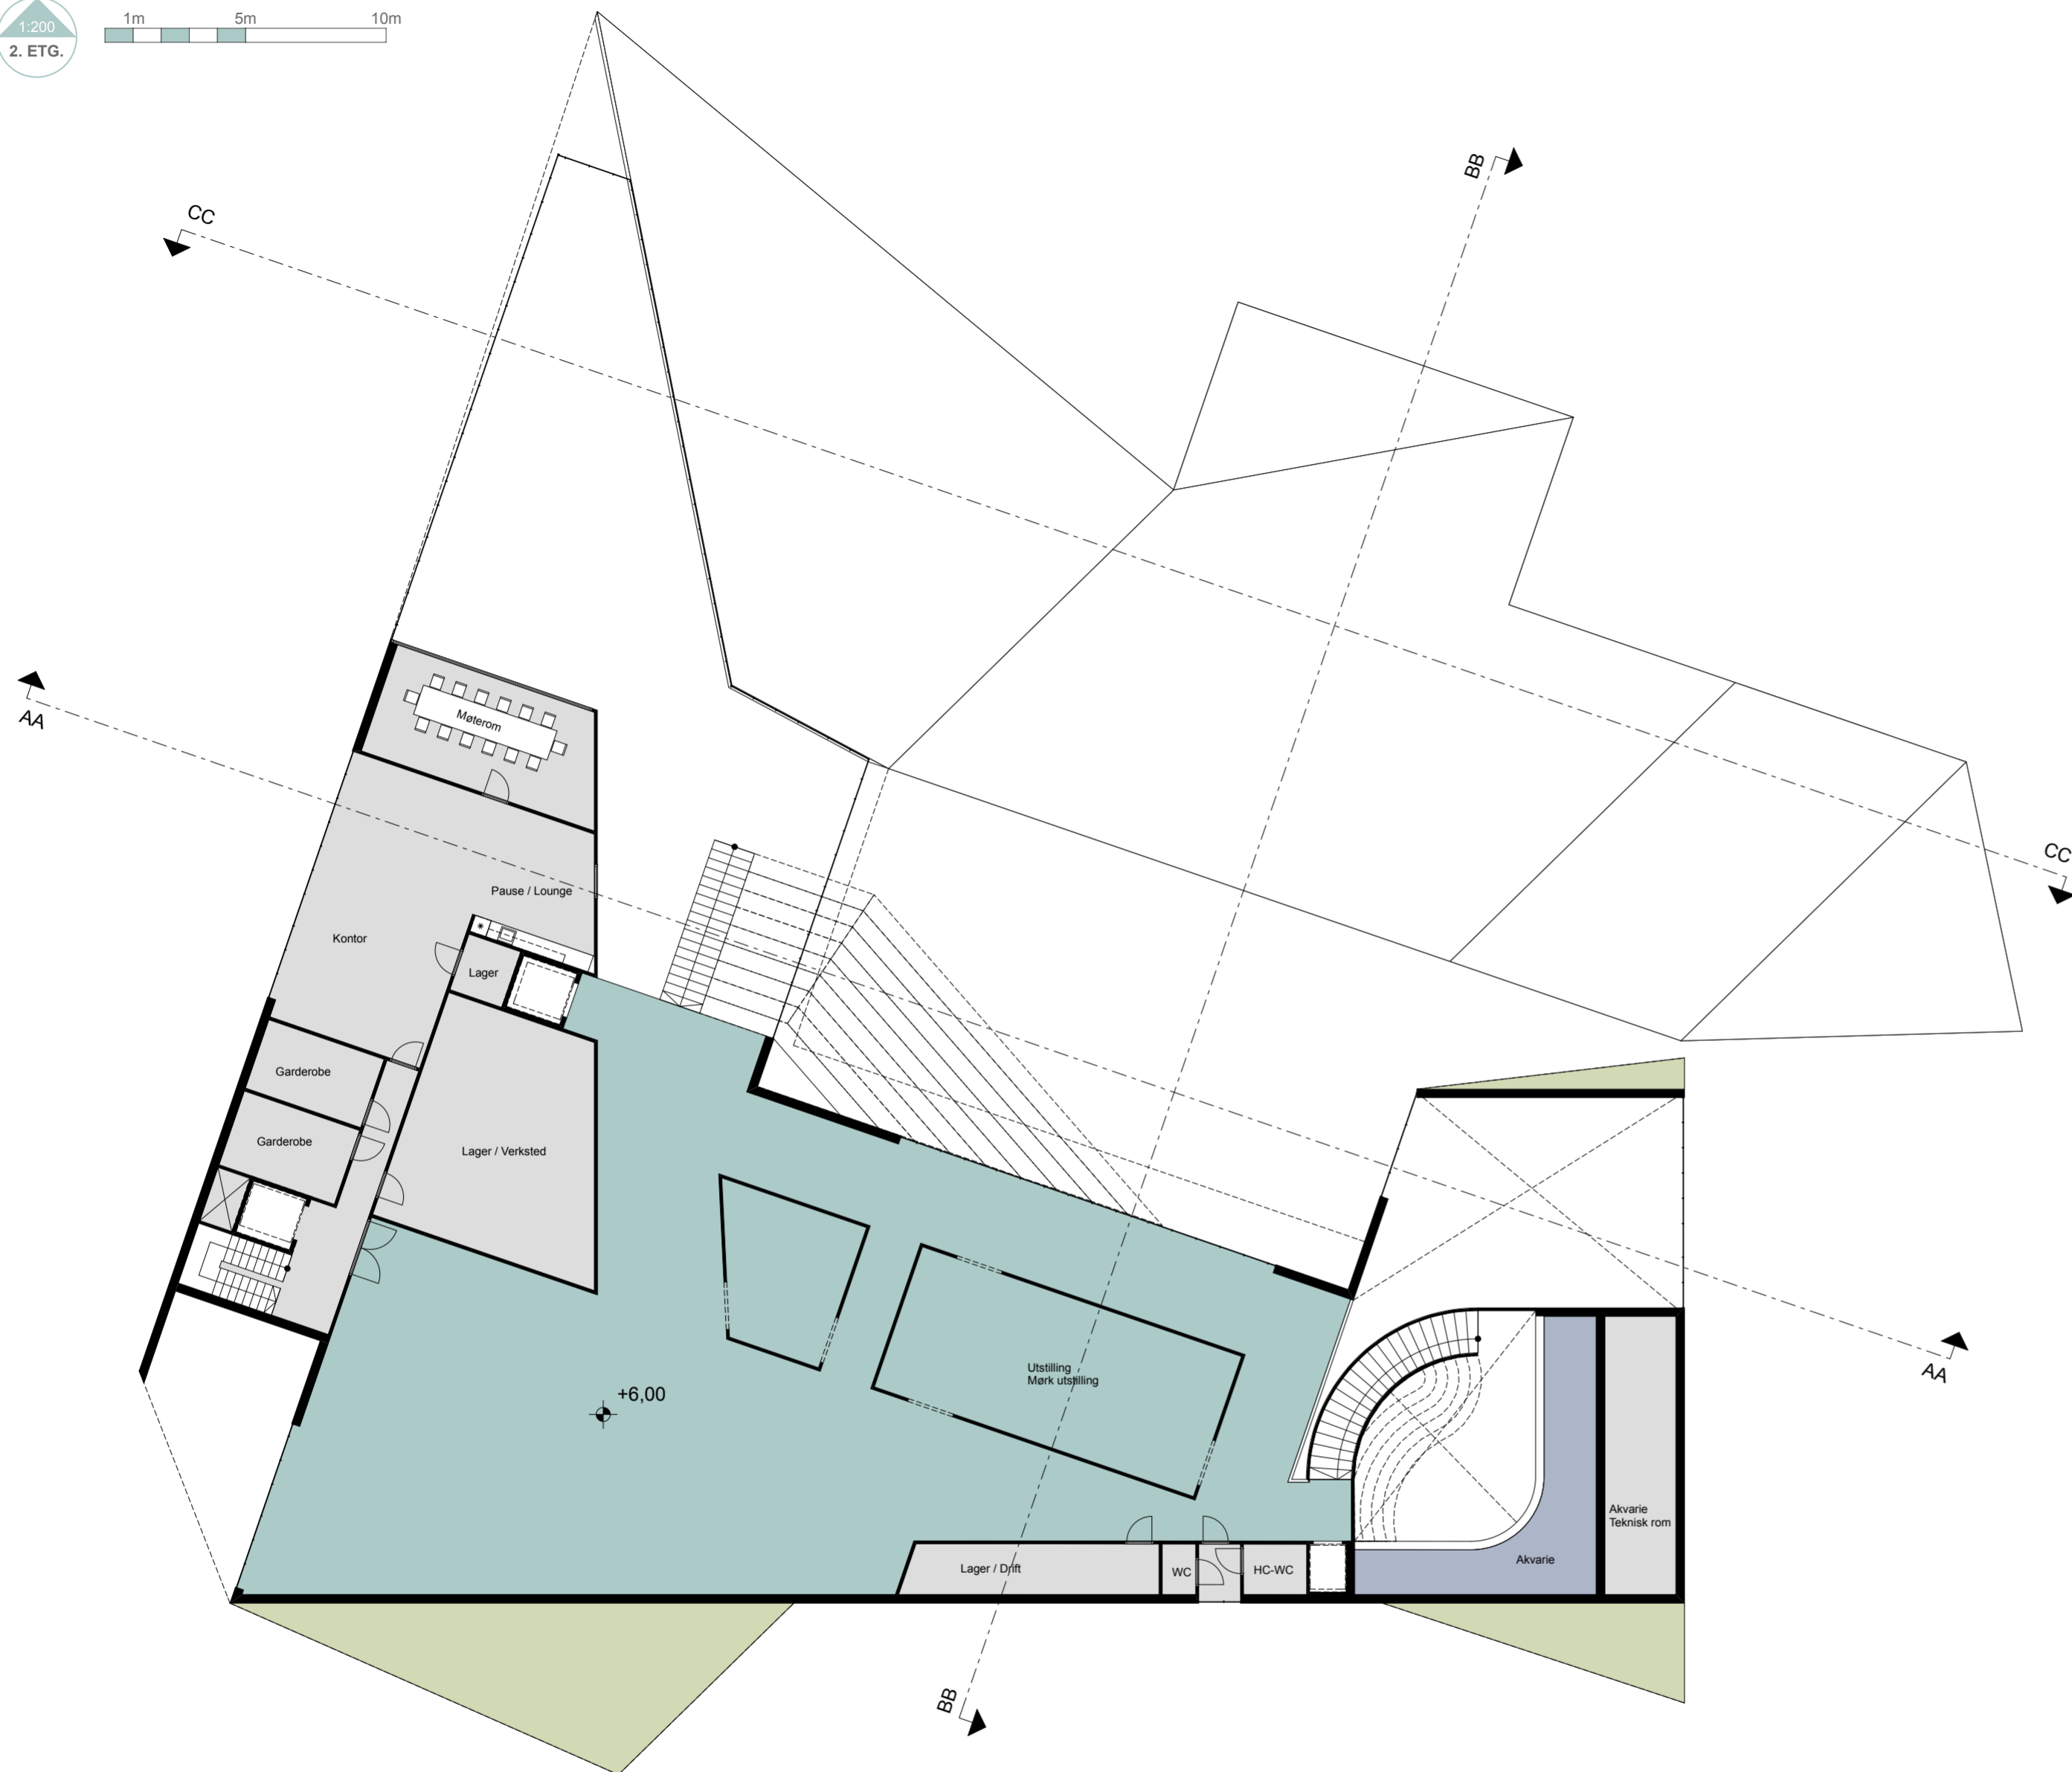 1m 5m 10m
1:200
2. ETG.
BB
CC
AA
Møterom
CC
Pause / Lounge
Kontor
Lager
Garderobe
Garderobe
Lager / Verksted
AA
Utstilling
Mørk utstilling
+6,00
Akvarie
Teknisk rom
Akvarie
Lager / Drift
WC
HC-WC
BB